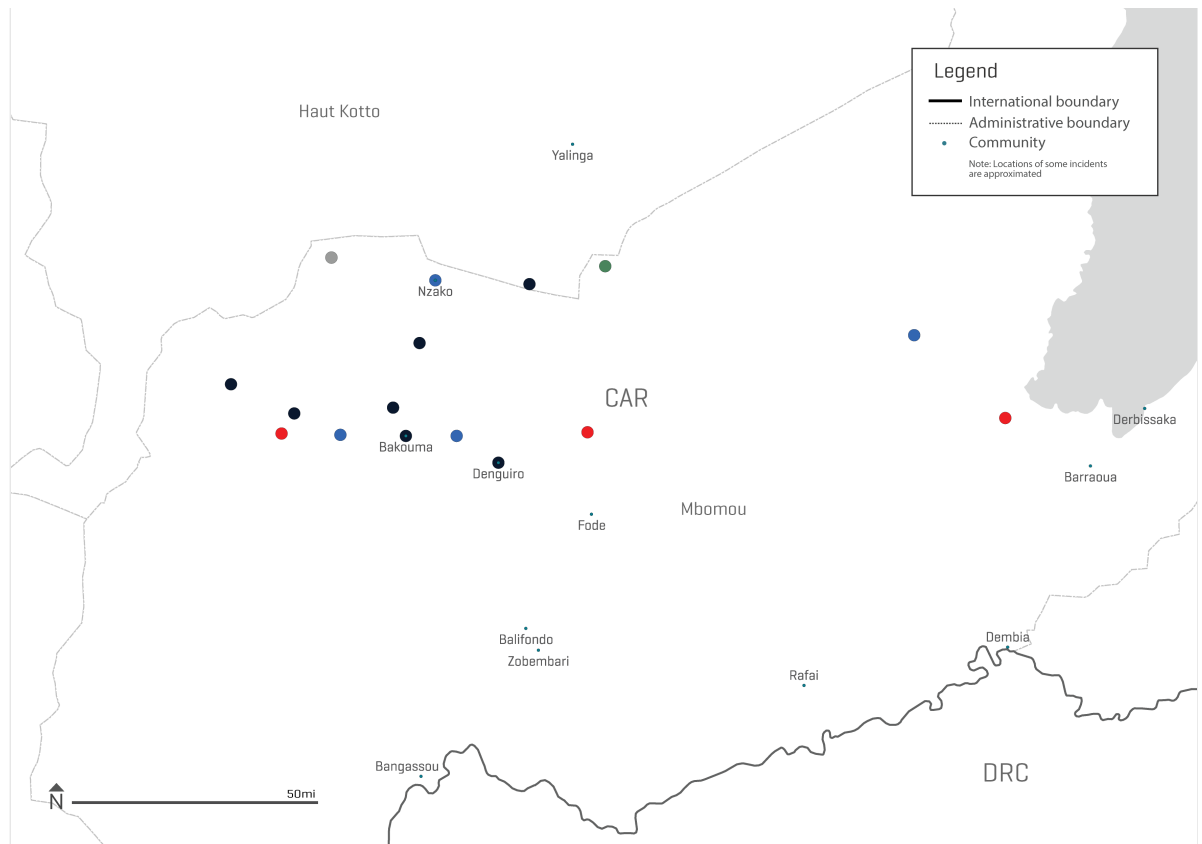 Legend
International boundary
Administrative boundary
Community
Note: Locations of some incidents
are approximated
Haut Kotto
Yalinga
Nzako
CAR
Derbissaka
Bakouma
Denguiro
Barraoua
Mbomou
Fode
Balifondo
Zobembari
Dembia
Rafai
Bangassou
DRC
N
50mi